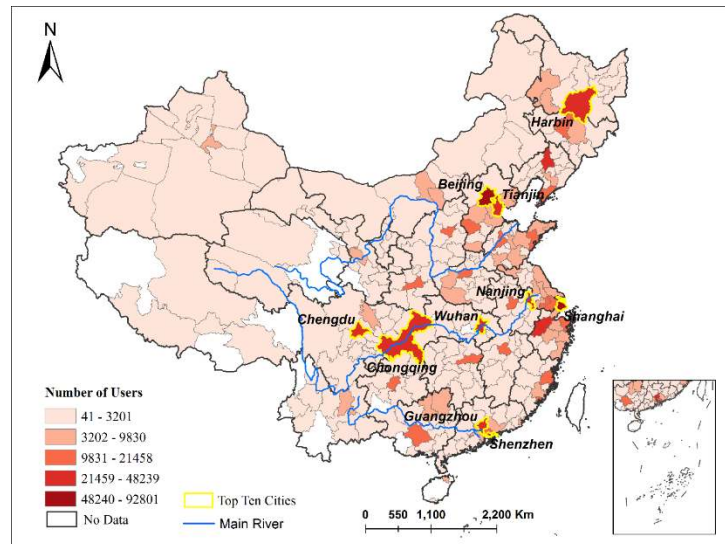 N
Harbin
Beijing
Tianjin
Nanjing
Shanghai
Wuhan
Chengdu
Chongqing
Guangzhou
Shenzhen
Number of Users
41 - 3201
3202 - 9830
9831 - 21458
21459 - 48239
48240 - 92801
No Data
Top Ten Cities
Main River
0 550 1,100 2,200 Km